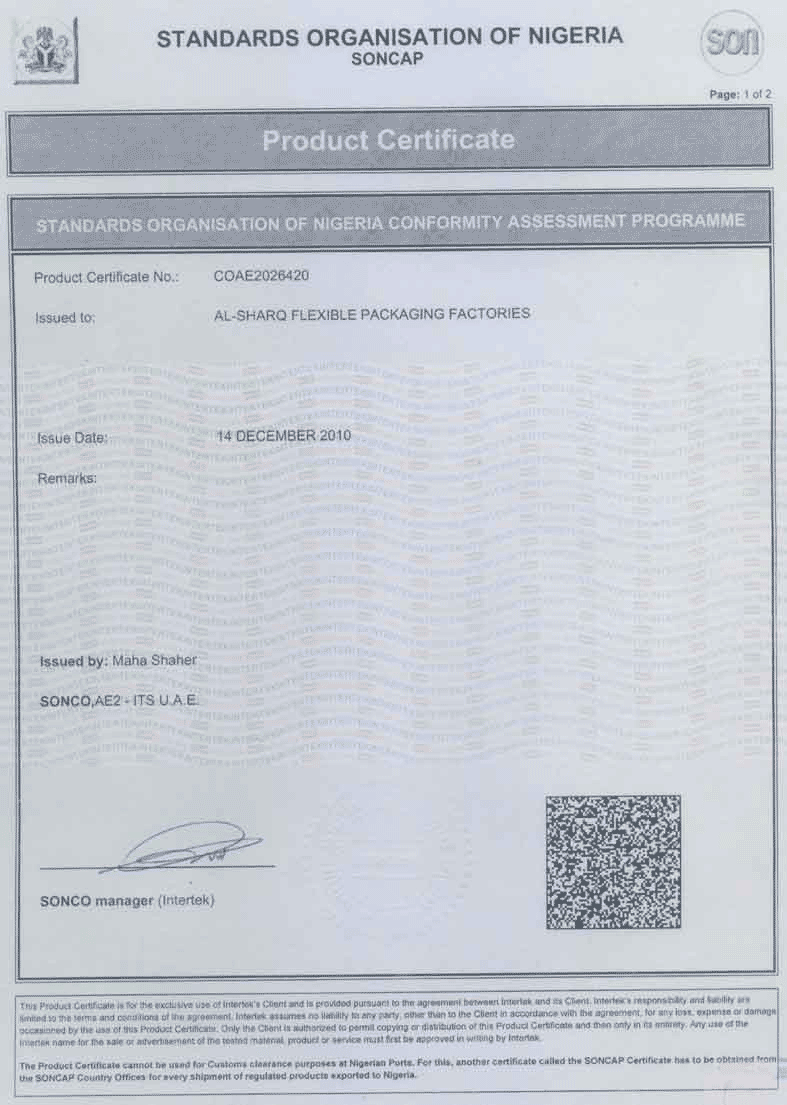 STANDARDS ORGANISATION OF NIGERIA
SONCAP
son
Page: 1 of 2
Product Certificate
STANDARDS ORGANISATION OF NIGERIA CONFORMITY ASSESSMENT PROGRAMME
Product Certificate No.: COAE2026420
Issued to: AL-SHARQ FLEXIBLE PACKAGING FACTORIES
Issue Date: 14 DECEMBER 2010
Remarks:
Issued by: Maha Shaher
SONCO,AE2 - ITS U.A.E.
SONCO manager (Intertek)
This Product Certificate is for the exclusive use of Intertek's Client and is provided pursuant to the agreement between Intertek and its Client. Intertek's responsibility and liability are
limited to the terms and conditions of the agreement. Intertek assumes no liability to any party, other than to the Client in accordance with the agreement, for any loss, expense or damage
occasioned by the use of this Product Certificate. Only the Client is authorized to permit copying or distribution of this Product Certificate and then only in its entirety. Any use of the
Intertek name for the sale or advertisement of the tested material, product or service must first be approved in writing by Intertek.
The Product Certificate cannot be used for Customs clearance purposes at Nigerian Ports. For this, another certificate called the SONCAP Certificate has to be obtained from
the SONCAP Country Offices for every shipment of regulated products exported to Nigeria.